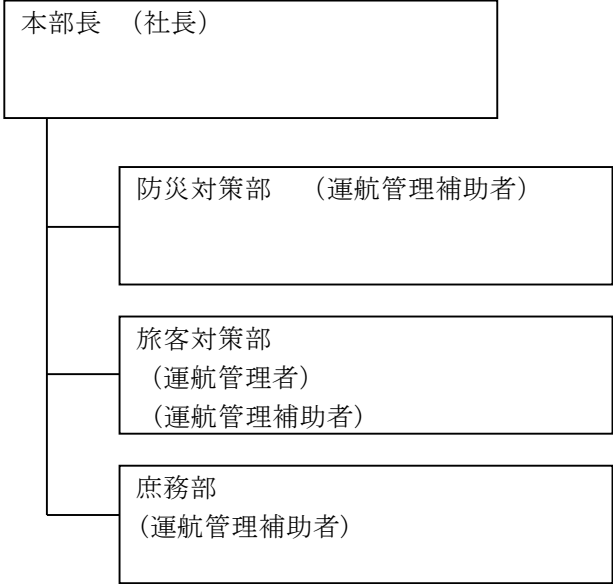 本部長　（社長）
防災対策部　（運航管理補助者）
旅客対策部
（運航管理者）
（運航管理補助者）
庶務部
（運航管理補助者）